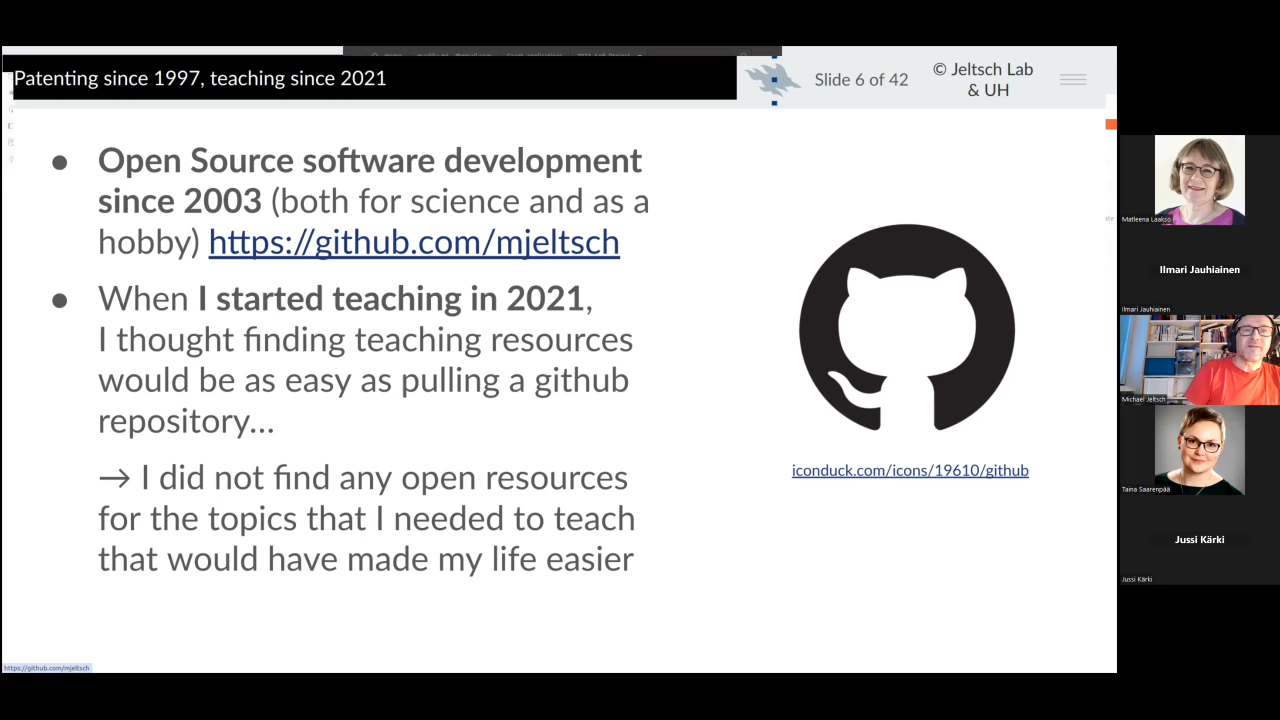 Patenting since 1997, teaching since 2021
Slide 6 of 42
© Jeltsch Lab
& UH
● Open Source software development
since 2003 (both for science and as a
hobby) https://github.com/mjeltsch
● When I started teaching in 2021,
I thought finding teaching resources
would be as easy as pulling a github
repository...
→ I did not find any open resources
for the topics that I needed to teach
that would have made my life easier
iconduck.com/icons/19610/github
https://github.com/mjeltsch
Matleena Laakso
Ilmari Jauhiainen
Ilmari Jauhiainen
Michael Jeltsch
Taina Saarenpää
Jussi Kärki
Jussi Kärki